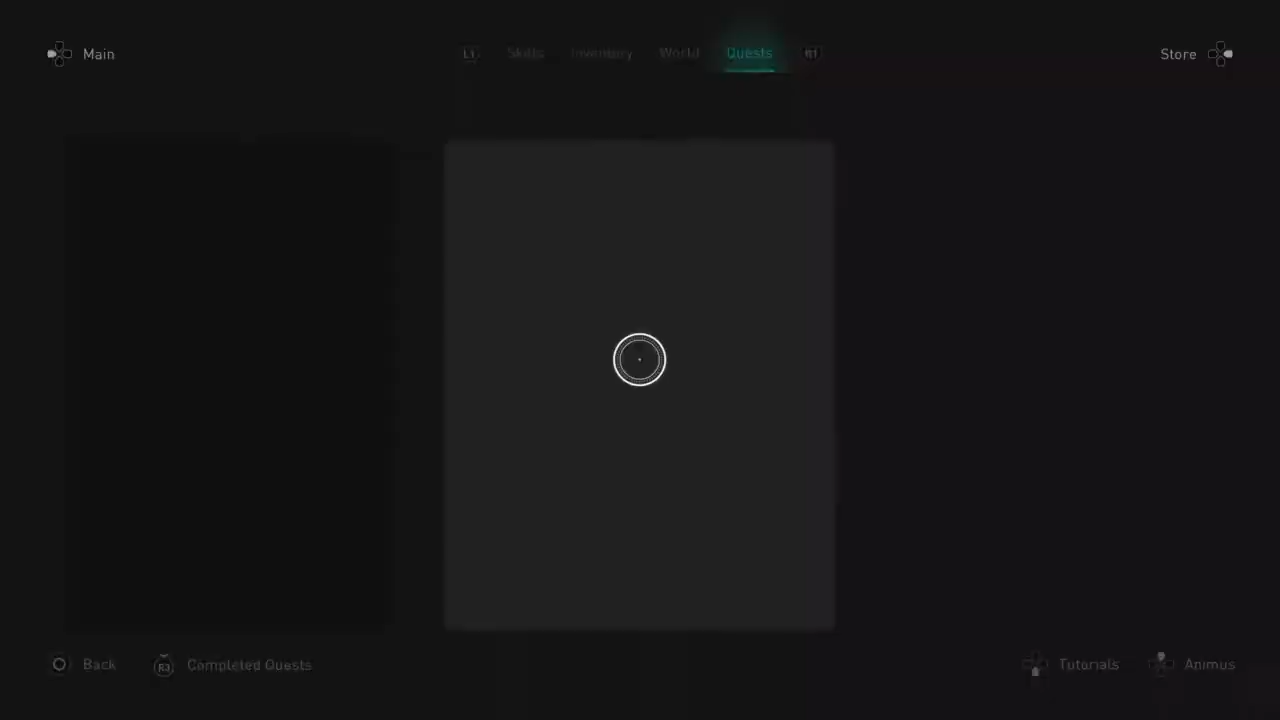 Main
L1 Skills Inventory World Quests R1
Store
Back
R3 Completed Quests
Tutorials
Animus